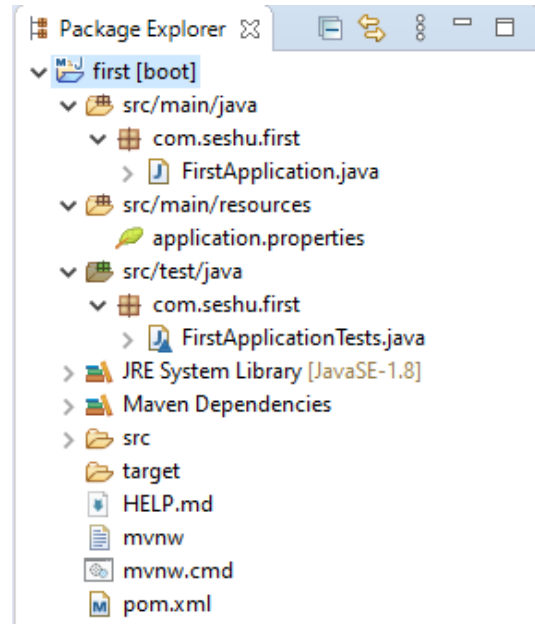 Package Explorer
first [boot]
src/main/java
com.seshu.first
FirstApplication.java
src/main/resources
application.properties
src/test/java
com.seshu.first
FirstApplicationTests.java
JRE System Library [JavaSE-1.8]
Maven Dependencies
src
target
HELP.md
mvnw
mvnw.cmd
pom.xml